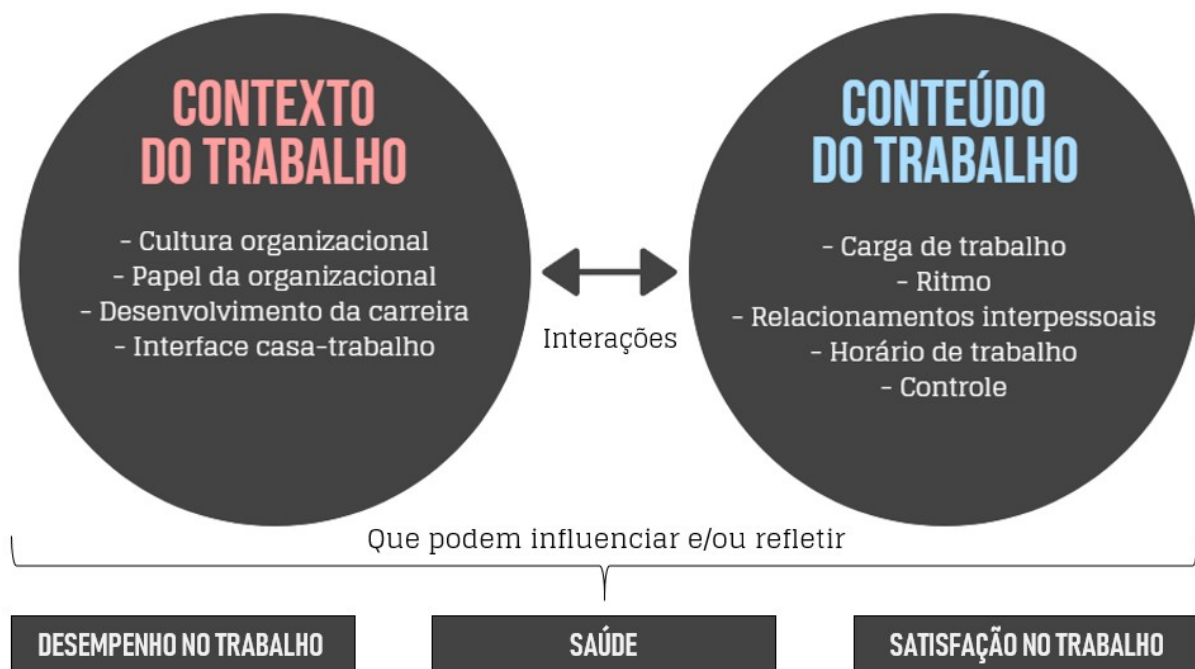 CONTEXTO
DO TRABALHO
- Cultura organizacional
- Papel da organizacional
- Desenvolvimento da carreira
- Interface casa-trabalho
Interações
CONTEÚDO
DO TRABALHO
- Carga de trabalho
- Ritmo
- Relacionamentos interpessoais
- Horário de trabalho
- Controle
Que podem influenciar e/ou refletir
DESEMPENHO NO TRABALHO
SAÚDE
SATISFAÇÃO NO TRABALHO